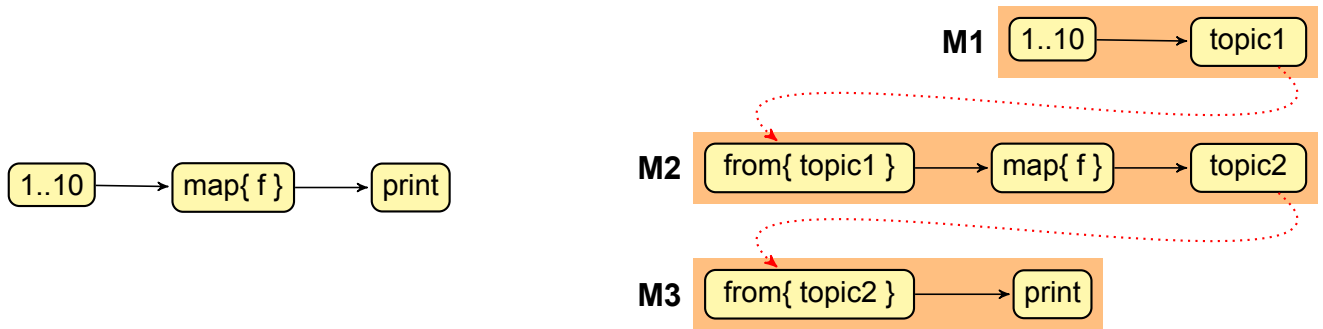 1..10 map{ f } print
M1 1..10 topic1
M2 from{ topic1 } map{ f } topic2
M3 from{ topic2 } print